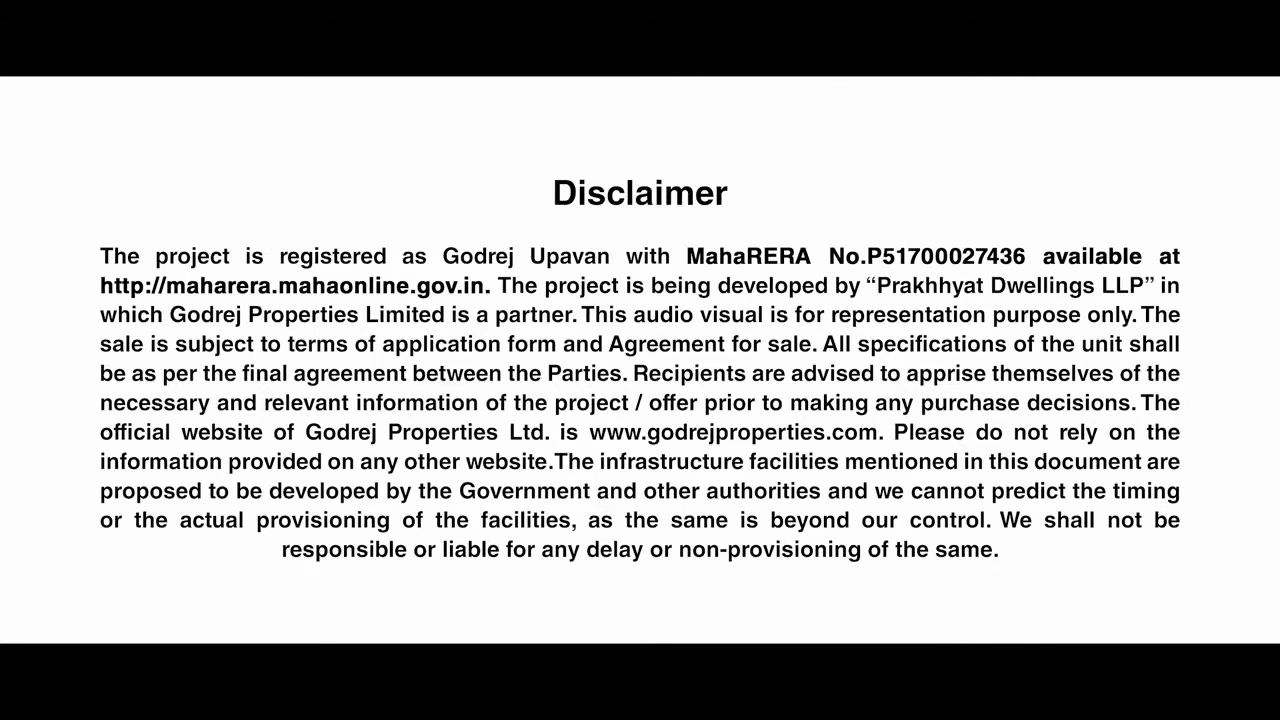 Disclaimer
The project is registered as Godrej Upavan with MahaRERA No.P51700027436 available at
http://maharera.mahaonline.gov.in. The project is being developed by “Prakhhyat Dwellings LLP” in
which Godrej Properties Limited is a partner. This audio visual is for representation purpose only. The
sale is subject to terms of application form and Agreement for sale. All specifications of the unit shall
be as per the final agreement between the Parties. Recipients are advised to apprise themselves of the
necessary and relevant information of the project / offer prior to making any purchase decisions. The
official website of Godrej Properties Ltd. is www.godrejproperties.com. Please do not rely on the
information provided on any other website.The infrastructure facilities mentioned in this document are
proposed to be developed by the Government and other authorities and we cannot predict the timing
or the actual provisioning of the facilities, as the same is beyond our control. We shall not be
responsible or liable for any delay or non-provisioning of the same.